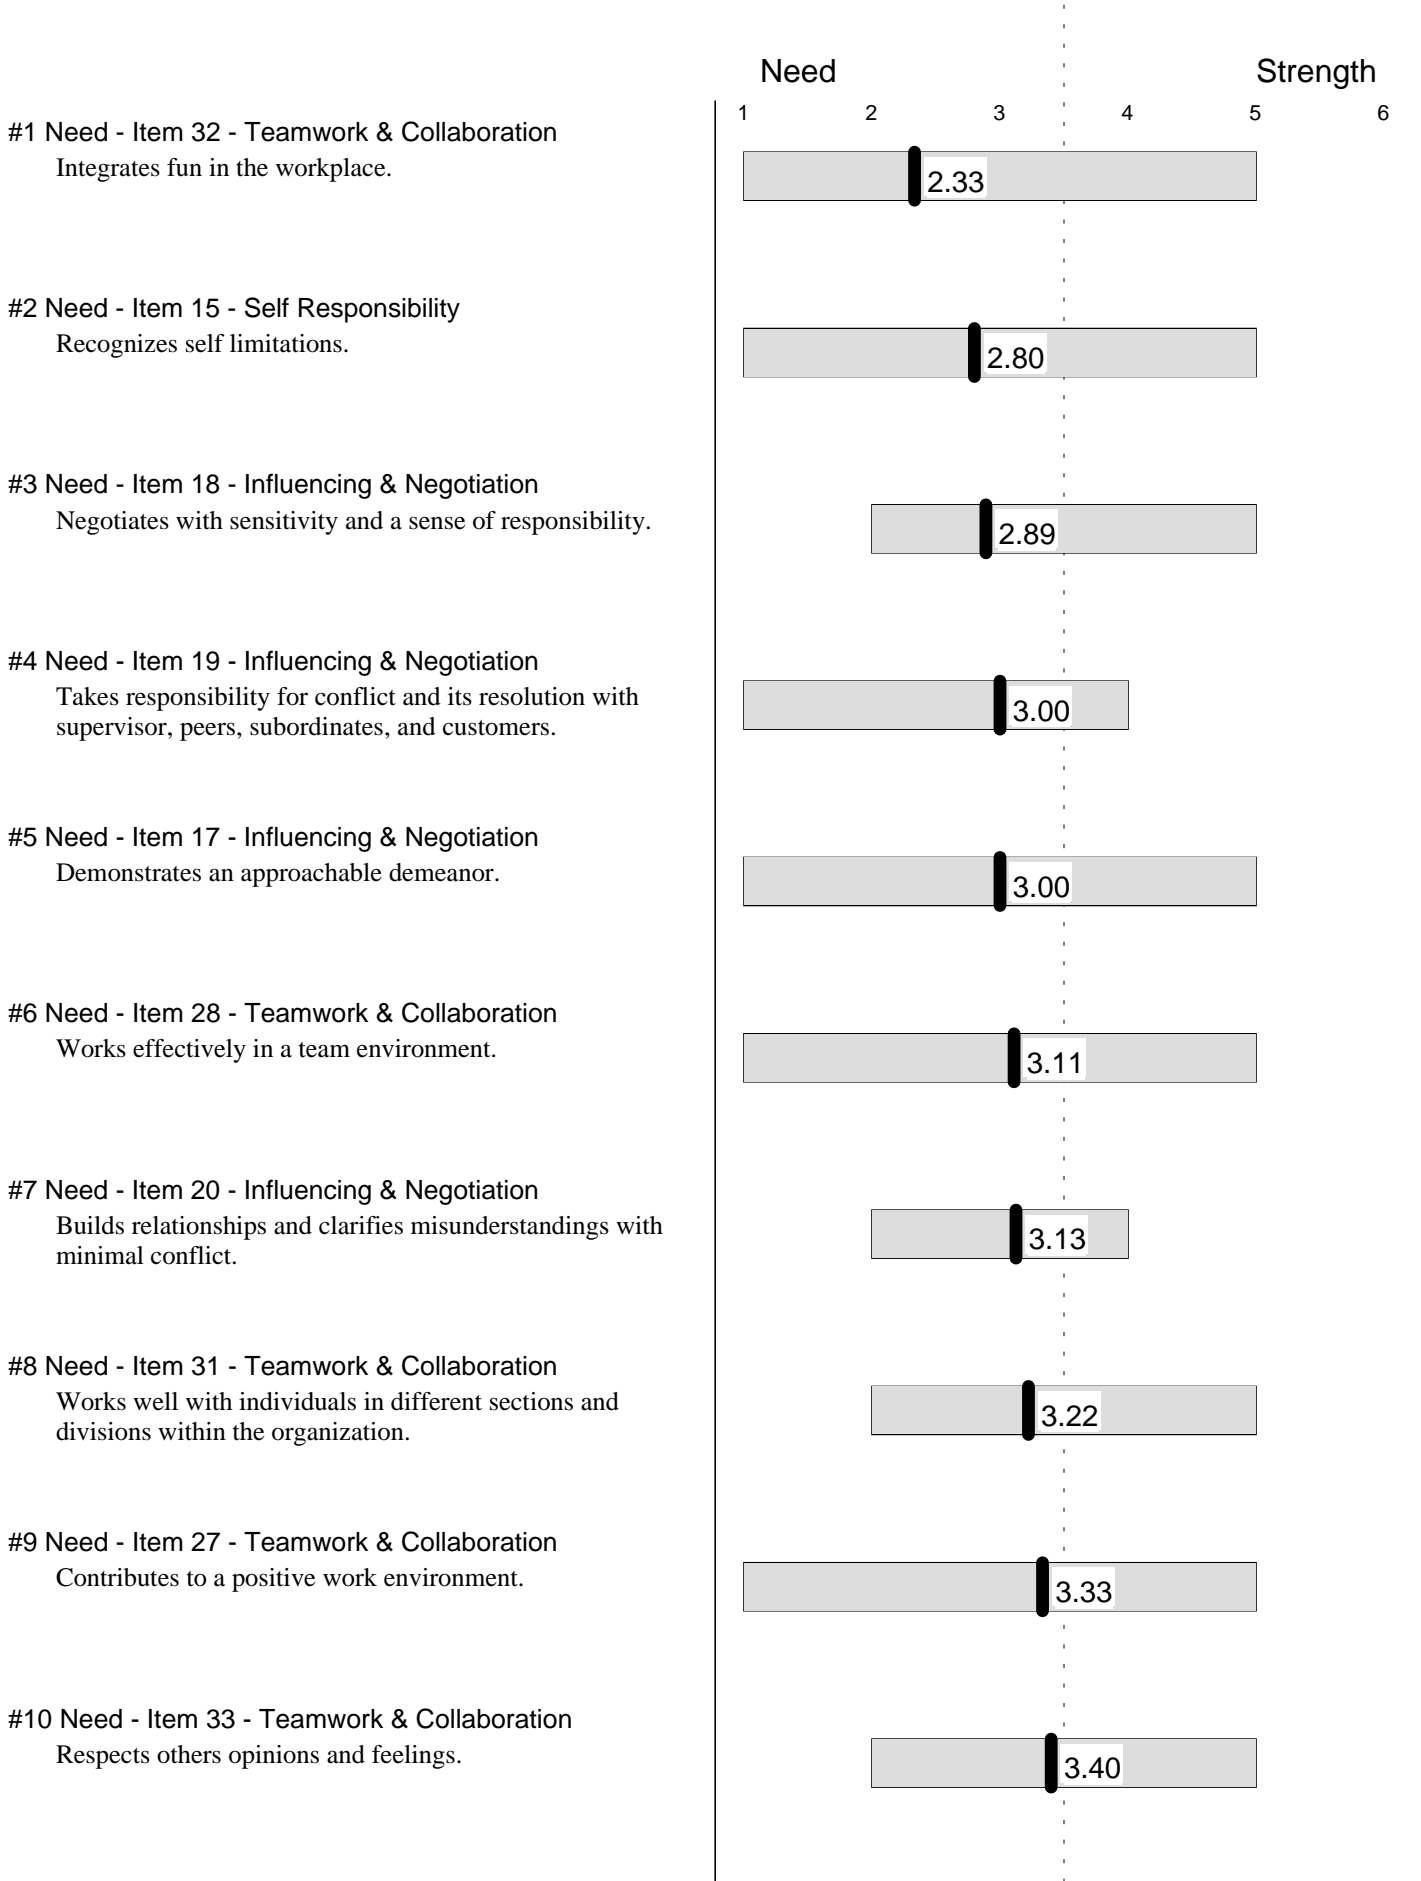 Need Strength
1 2 3 4 5 6
#1 Need - Item 32 - Teamwork & Collaboration
Integrates fun in the workplace.
2.33
#2 Need - Item 15 - Self Responsibility
Recognizes self limitations.
2.80
#3 Need - Item 18 - Influencing & Negotiation
Negotiates with sensitivity and a sense of responsibility.
2.89
#4 Need - Item 19 - Influencing & Negotiation
Takes responsibility for conflict and its resolution with
supervisor, peers, subordinates, and customers.
3.00
#5 Need - Item 17 - Influencing & Negotiation
Demonstrates an approachable demeanor.
3.00
#6 Need - Item 28 - Teamwork & Collaboration
Works effectively in a team environment.
3.11
#7 Need - Item 20 - Influencing & Negotiation
Builds relationships and clarifies misunderstandings with
minimal conflict.
3.13
#8 Need - Item 31 - Teamwork & Collaboration
Works well with individuals in different sections and
divisions within the organization.
3.22
#9 Need - Item 27 - Teamwork & Collaboration
Contributes to a positive work environment.
3.33
#10 Need - Item 33 - Teamwork & Collaboration
Respects others opinions and feelings.
3.40